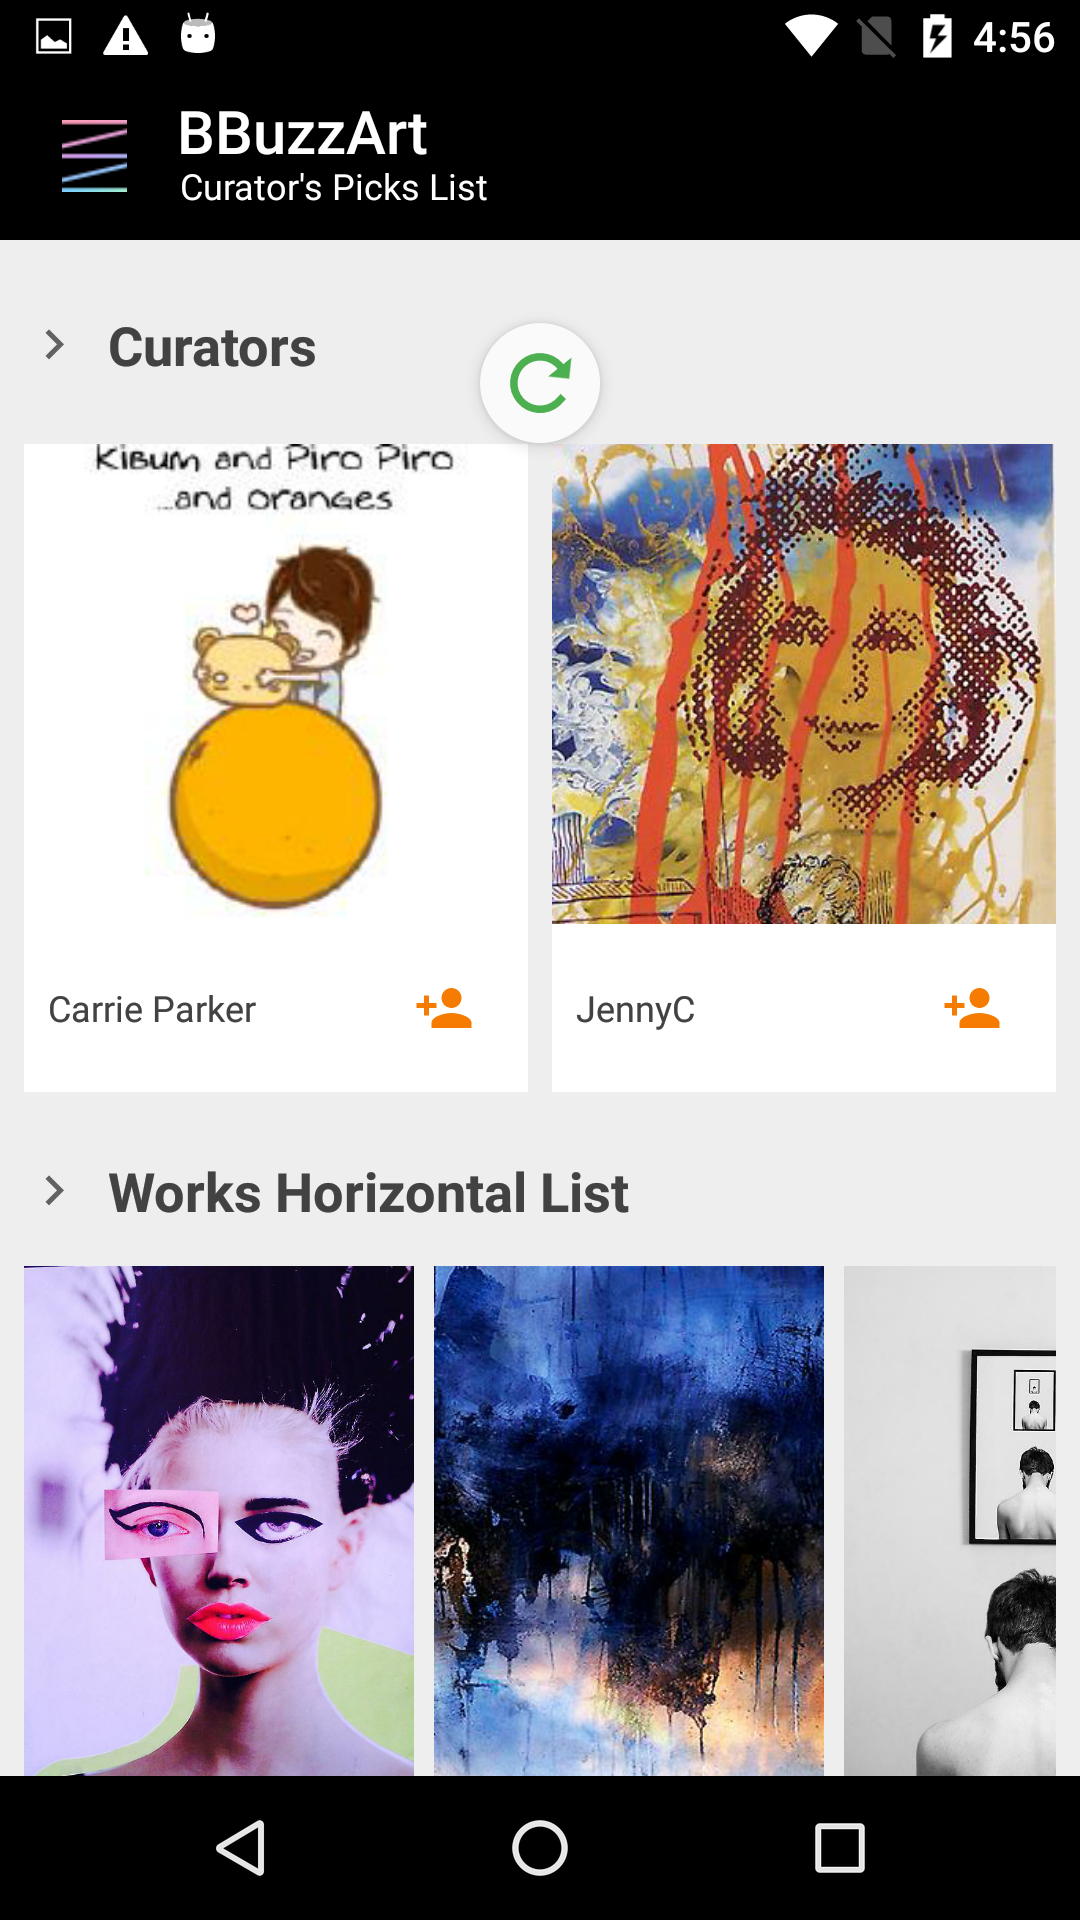 4:56
BBuzzArt
Curator's Picks List
Curators
KiBum and Piro Piro
...and oranges
Carrie Parker
JennyC
Works Horizontal List